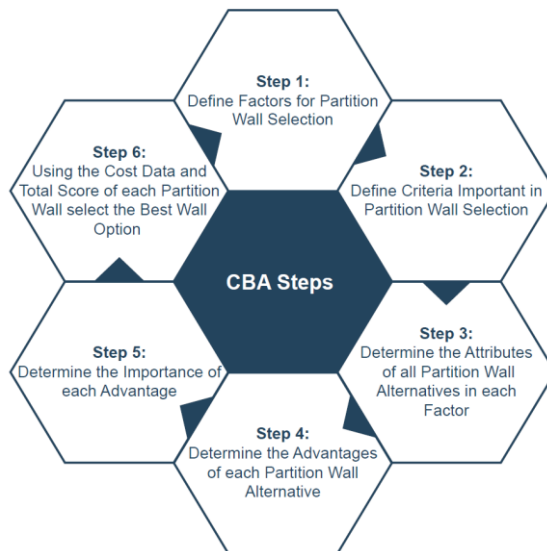 Step 1:
Define Factors for Partition
Wall Selection
Step 2:
Define Criteria Important in
Partition Wall Selection
Step 3:
Determine the Attributes
of all Partition Wall
Alternatives in each
Factor
Step 4:
Determine the Advantages
of each Partition Wall
Alternative
Step 5:
Determine the Importance of
each Advantage
Step 6:
Using the Cost Data and
Total Score of each Partition
Wall select the Best Wall
Option
CBA Steps